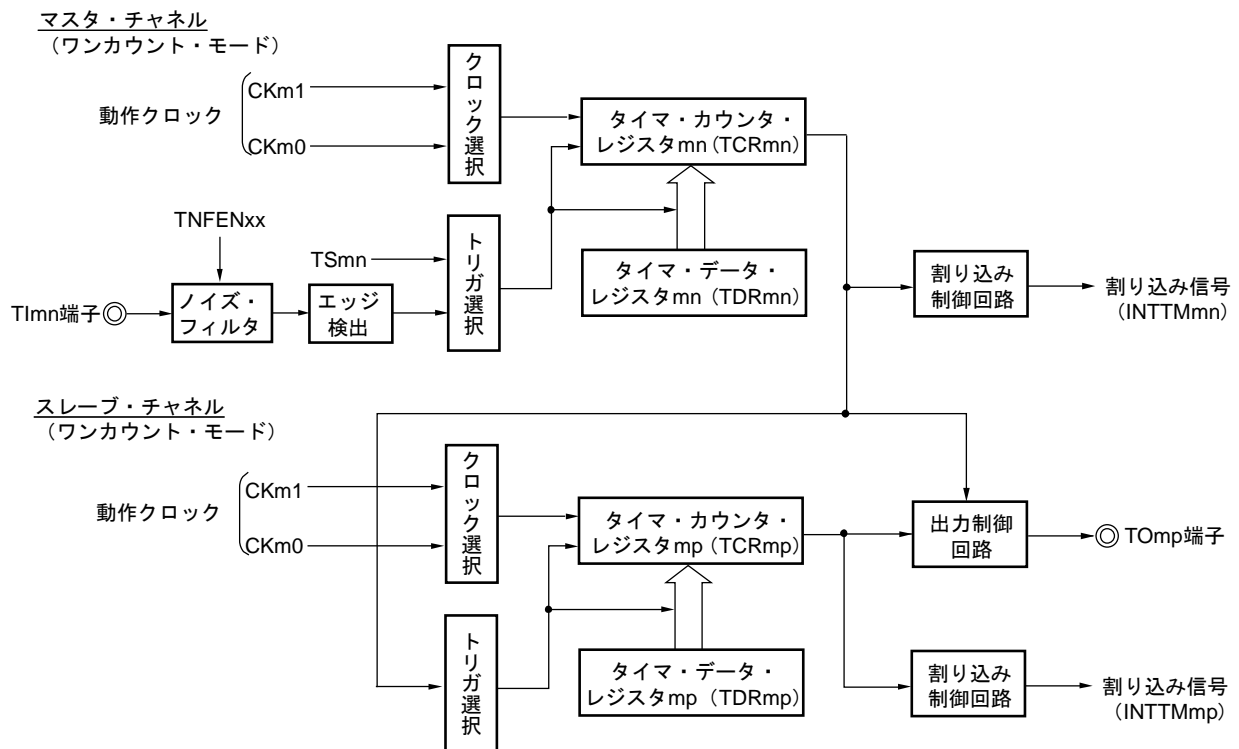 マスタ・チャネル
（ワンカウント・モード）
動作クロック
CKm1
CKm0
クロック選択
タイマ・カウンタ・
レジスタmn（TCRmn）
TNFENxx
TSmn
トリガ選択
タイマ・データ・
レジスタmn（TDRmn）
割り込み
制御回路
割り込み信号
（INTTMmn）
TImn端子
ノイズ・
フィルタ
エッジ
検出
スレーブ・チャネル
（ワンカウント・モード）
動作クロック
CKm1
CKm0
クロック選択
タイマ・カウンタ・
レジスタmp（TCRmp）
出力制御
回路
TOmp端子
トリガ選択
タイマ・データ・
レジスタmp（TDRmp）
割り込み
制御回路
割り込み信号
（INTTMmp）